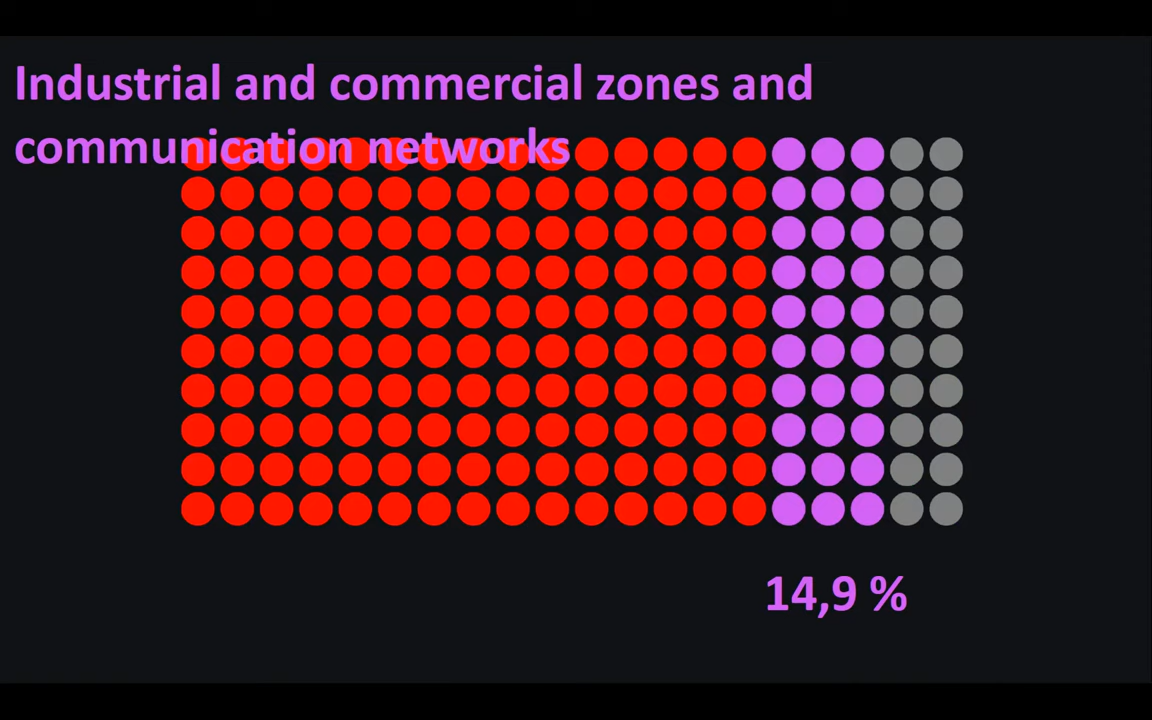 Industrial and commercial zones and
communication networks
14,9 %